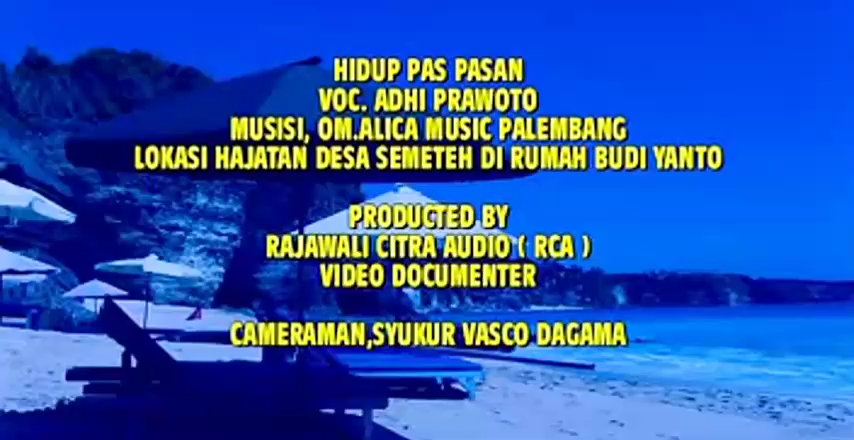 HIDUP PAS PASAN
VOC. ADHI PRAWOTO
MUSISI, OM.ALICA MUSIC PALEMBANG
LOKASI HAJATAN DESA SEMETEH DI RUMAH BUDI YANTO
PRODUCTED BY
RAJAWALI CITRA AUDIO ( RCA )
VIDEO DOCUMENTER
CAMERAMAN,SYUKUR VASCO DAGAMA